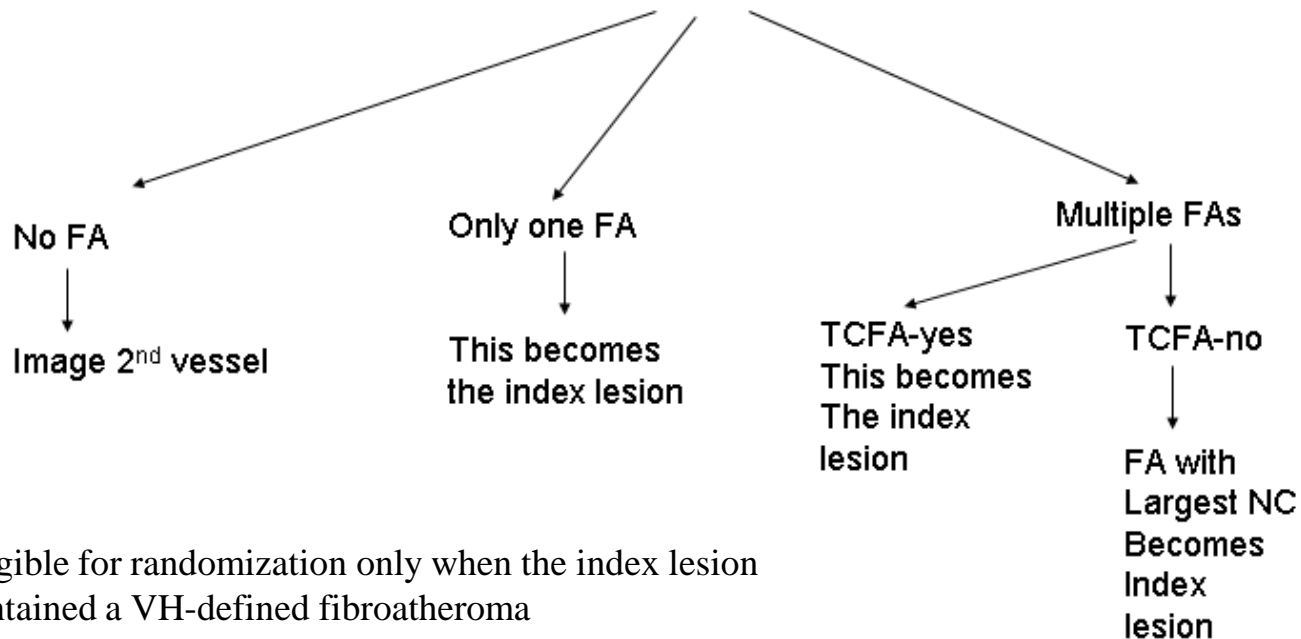 No FA
Image 2nd vessel
Only one FA
This becomes
the index lesion
Multiple FAs
TCFA-yes
This becomes
The index
lesion
TCFA-no
FA with
Largest NC
Becomes
Index
lesion
gible for randomization only when the index lesion
ntained a VH-defined fibroatheroma